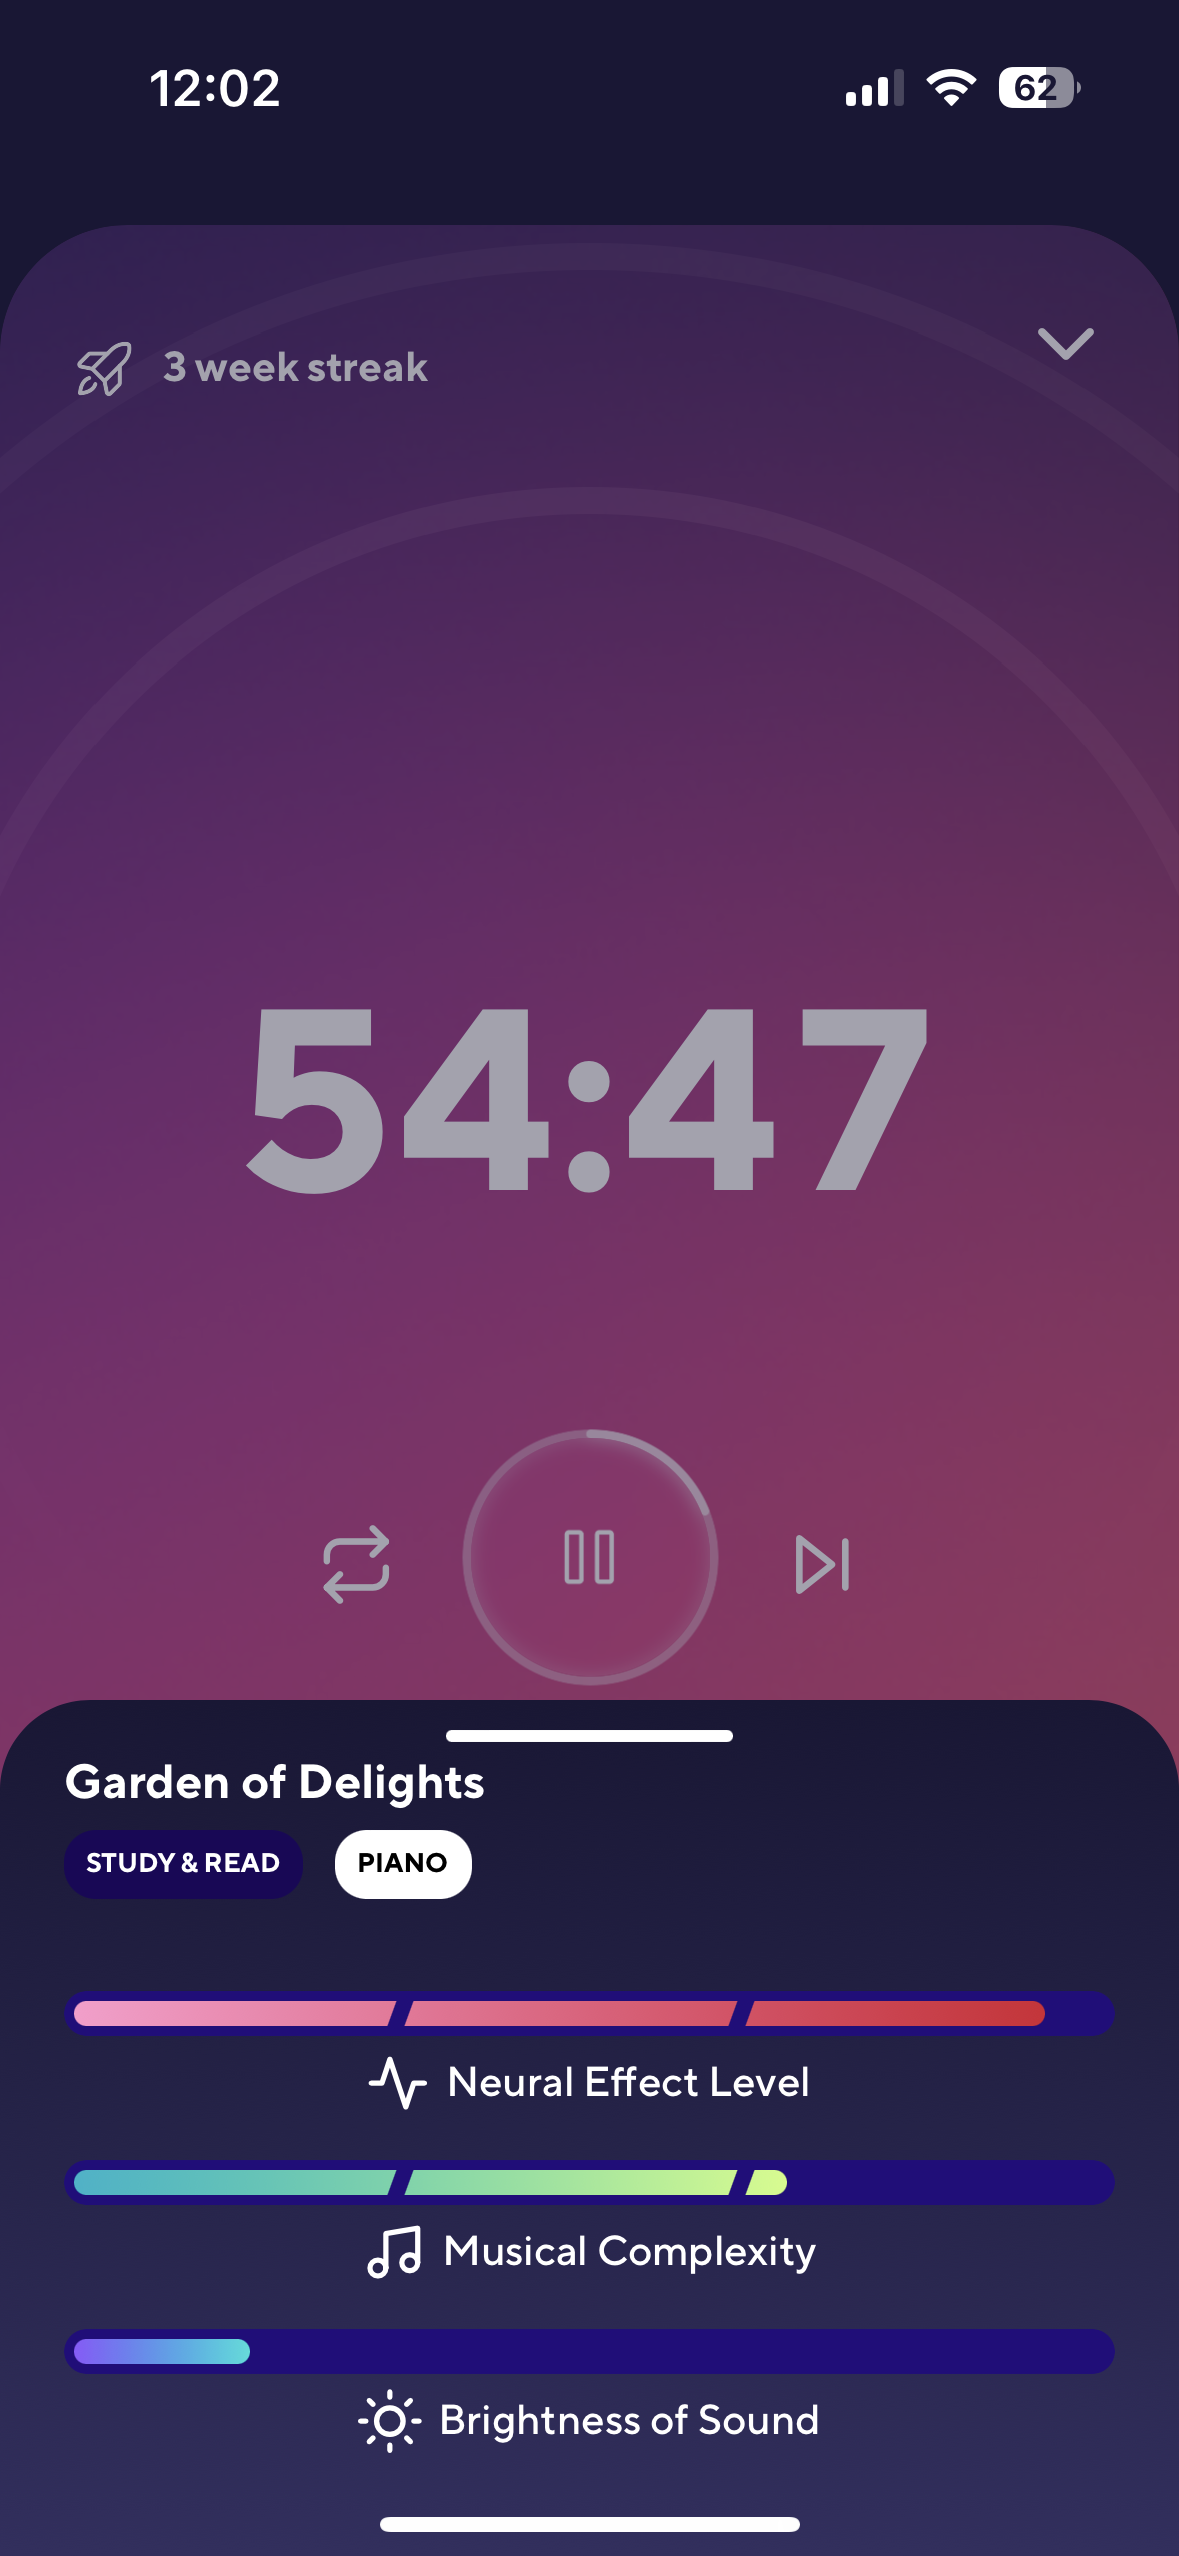 12:02
62
3 week streak
54:47
Garden of Delights
STUDY & READ
PIANO
Neural Effect Level
Musical Complexity
Brightness of Sound